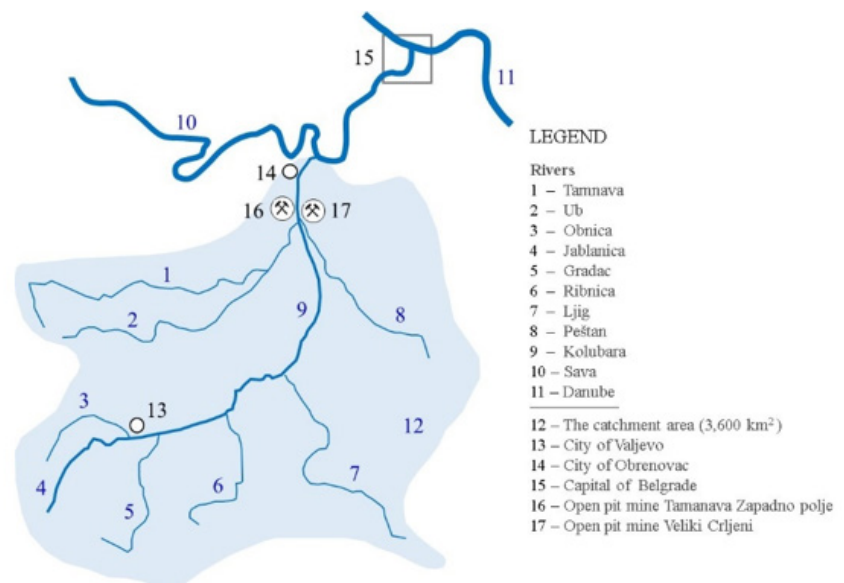 15
11
10
14
16
17
1
2
9
8
3
13
12
4
5
6
7
LEGEND
Rivers
1 – Tamnava
2 – Ub
3 – Obnica
4 – Jablanica
5 – Gradac
6 – Ribnica
7 – Ljig
8 – Peštan
9 – Kolubara
10 – Sava
11 – Danube
12 – The catchment area (3,600 km²)
13 – City of Valjevo
14 – City of Obrenovac
15 – Capital of Belgrade
16 – Open pit mine Tamanava Zapadno polje
17 – Open pit mine Veliki Crljeni